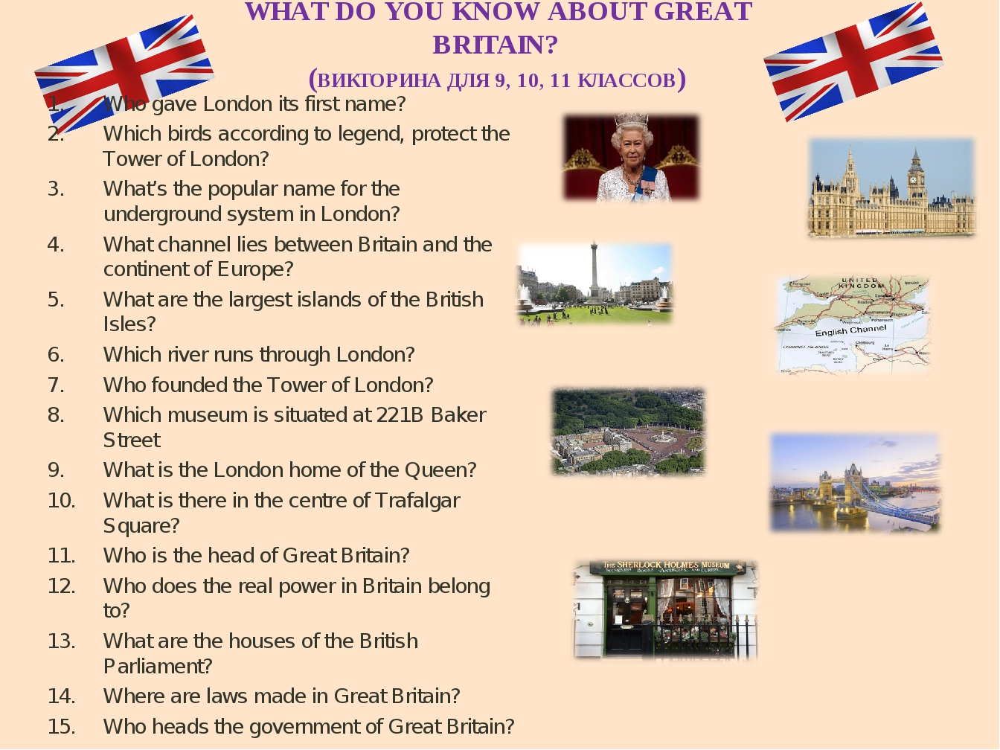 WHAT DO YOU KNOW ABOUT GREAT
BRITAIN?
(ВИКТОРИНА ДЛЯ 9, 10, 11 КЛАССОВ)
1. Who gave London its first name?
2. Which birds according to legend, protect the
Tower of London?
3. What's the popular name for the
underground system in London?
4. What channel lies between Britain and the
continent of Europe?
5. What are the largest islands of the British
Isles?
6. Which river runs through London?
7. Who founded the Tower of London?
8. Which museum is situated at 221B Baker
Street
9. What is the London home of the Queen?
10. What is there in the centre of Trafalgar
Square?
11. Who is the head of Great Britain?
12. Who does the real power in Britain belong
to?
13. What are the houses of the British
Parliament?
14. Where are laws made in Great Britain?
15. Who heads the government of Great Britain?
UNITED
KINGDOM
London
Portsmouth
English Channel
CHANNEL ISLANDS
Cherbourg
THE SHERLOCK HOLMES MUSEUM